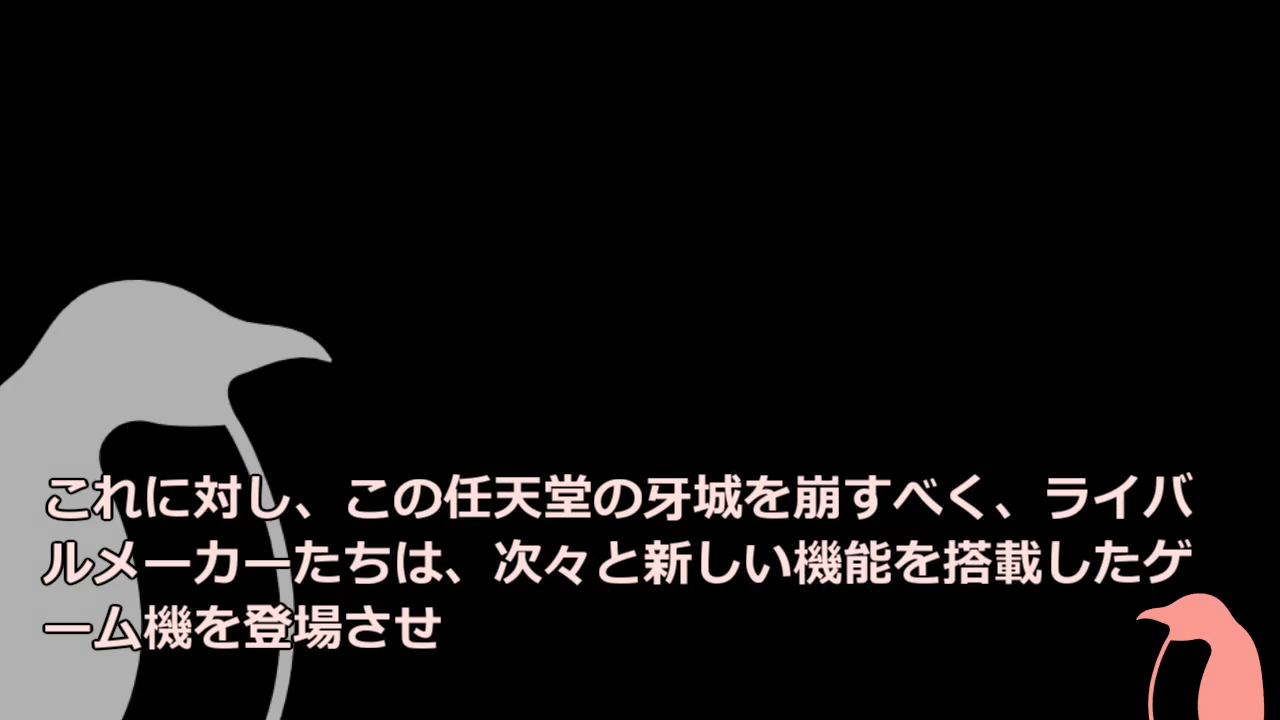 これに対し、この任天堂の牙城を崩すべく、ライバ
ルメーカーたちは、次々と新しい機能を搭載したゲ
ーム機を登場させ